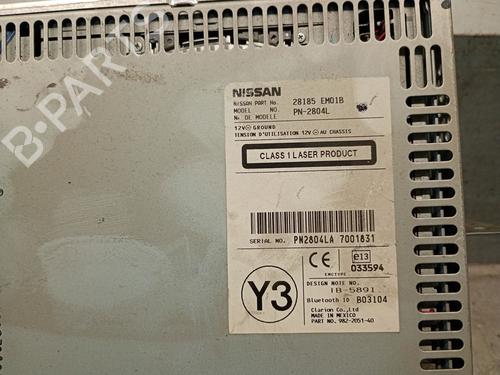 B-PARTS
NISSAN
NISSAN PART No. 28185 EM01B
MODEL NO. PN-2804L
No DE MODELE
12V ⊖ GROUND
TENSION D'UTILISATION 12V ⊖ AU CHASSIS
CLASS 1 LASER PRODUCT
SERIAL NO. PN2804LA 7001831
CE e13
EMCTYPE 033594
Y3
DESIGN NOTE NO.
IB-5891
Bluetooth ID B03104
Clarion Co.,Ltd
MADE IN MEXICO
PART NO. 982-2051-40